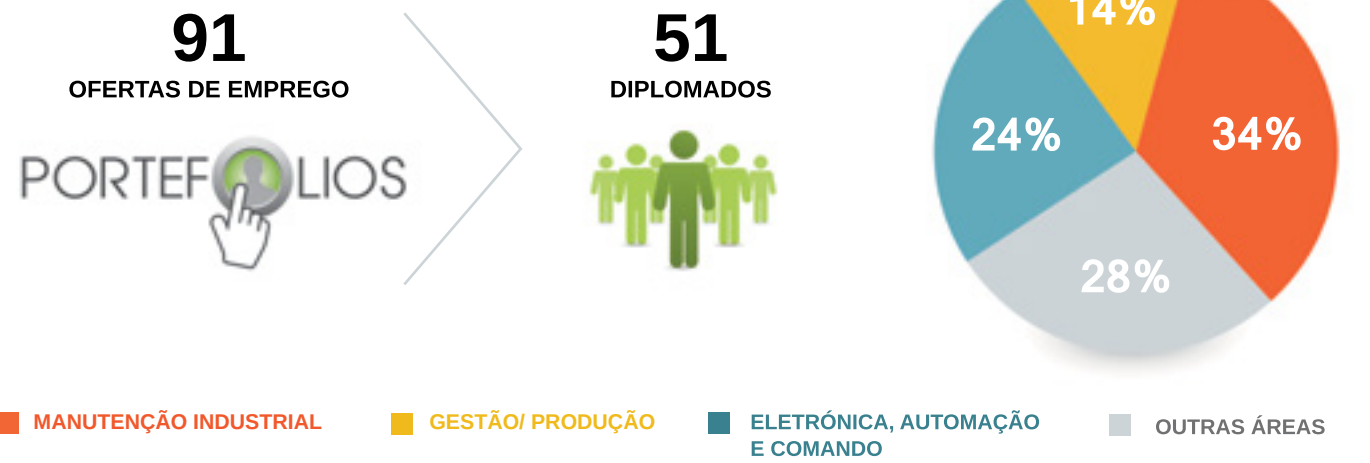 91
OFERTAS DE EMPREGO
PORTEFOLIOS
51
DIPLOMADOS
14%
24%
34%
28%
MANUTENÇÃO INDUSTRIAL
GESTÃO/ PRODUÇÃO
ELETRÓNICA, AUTOMAÇÃO
E COMANDO
OUTRAS ÁREAS